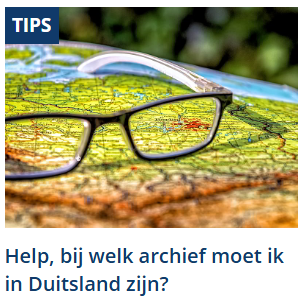 TIPS
Help, bij welk archief moet ik
in Duitsland zijn?